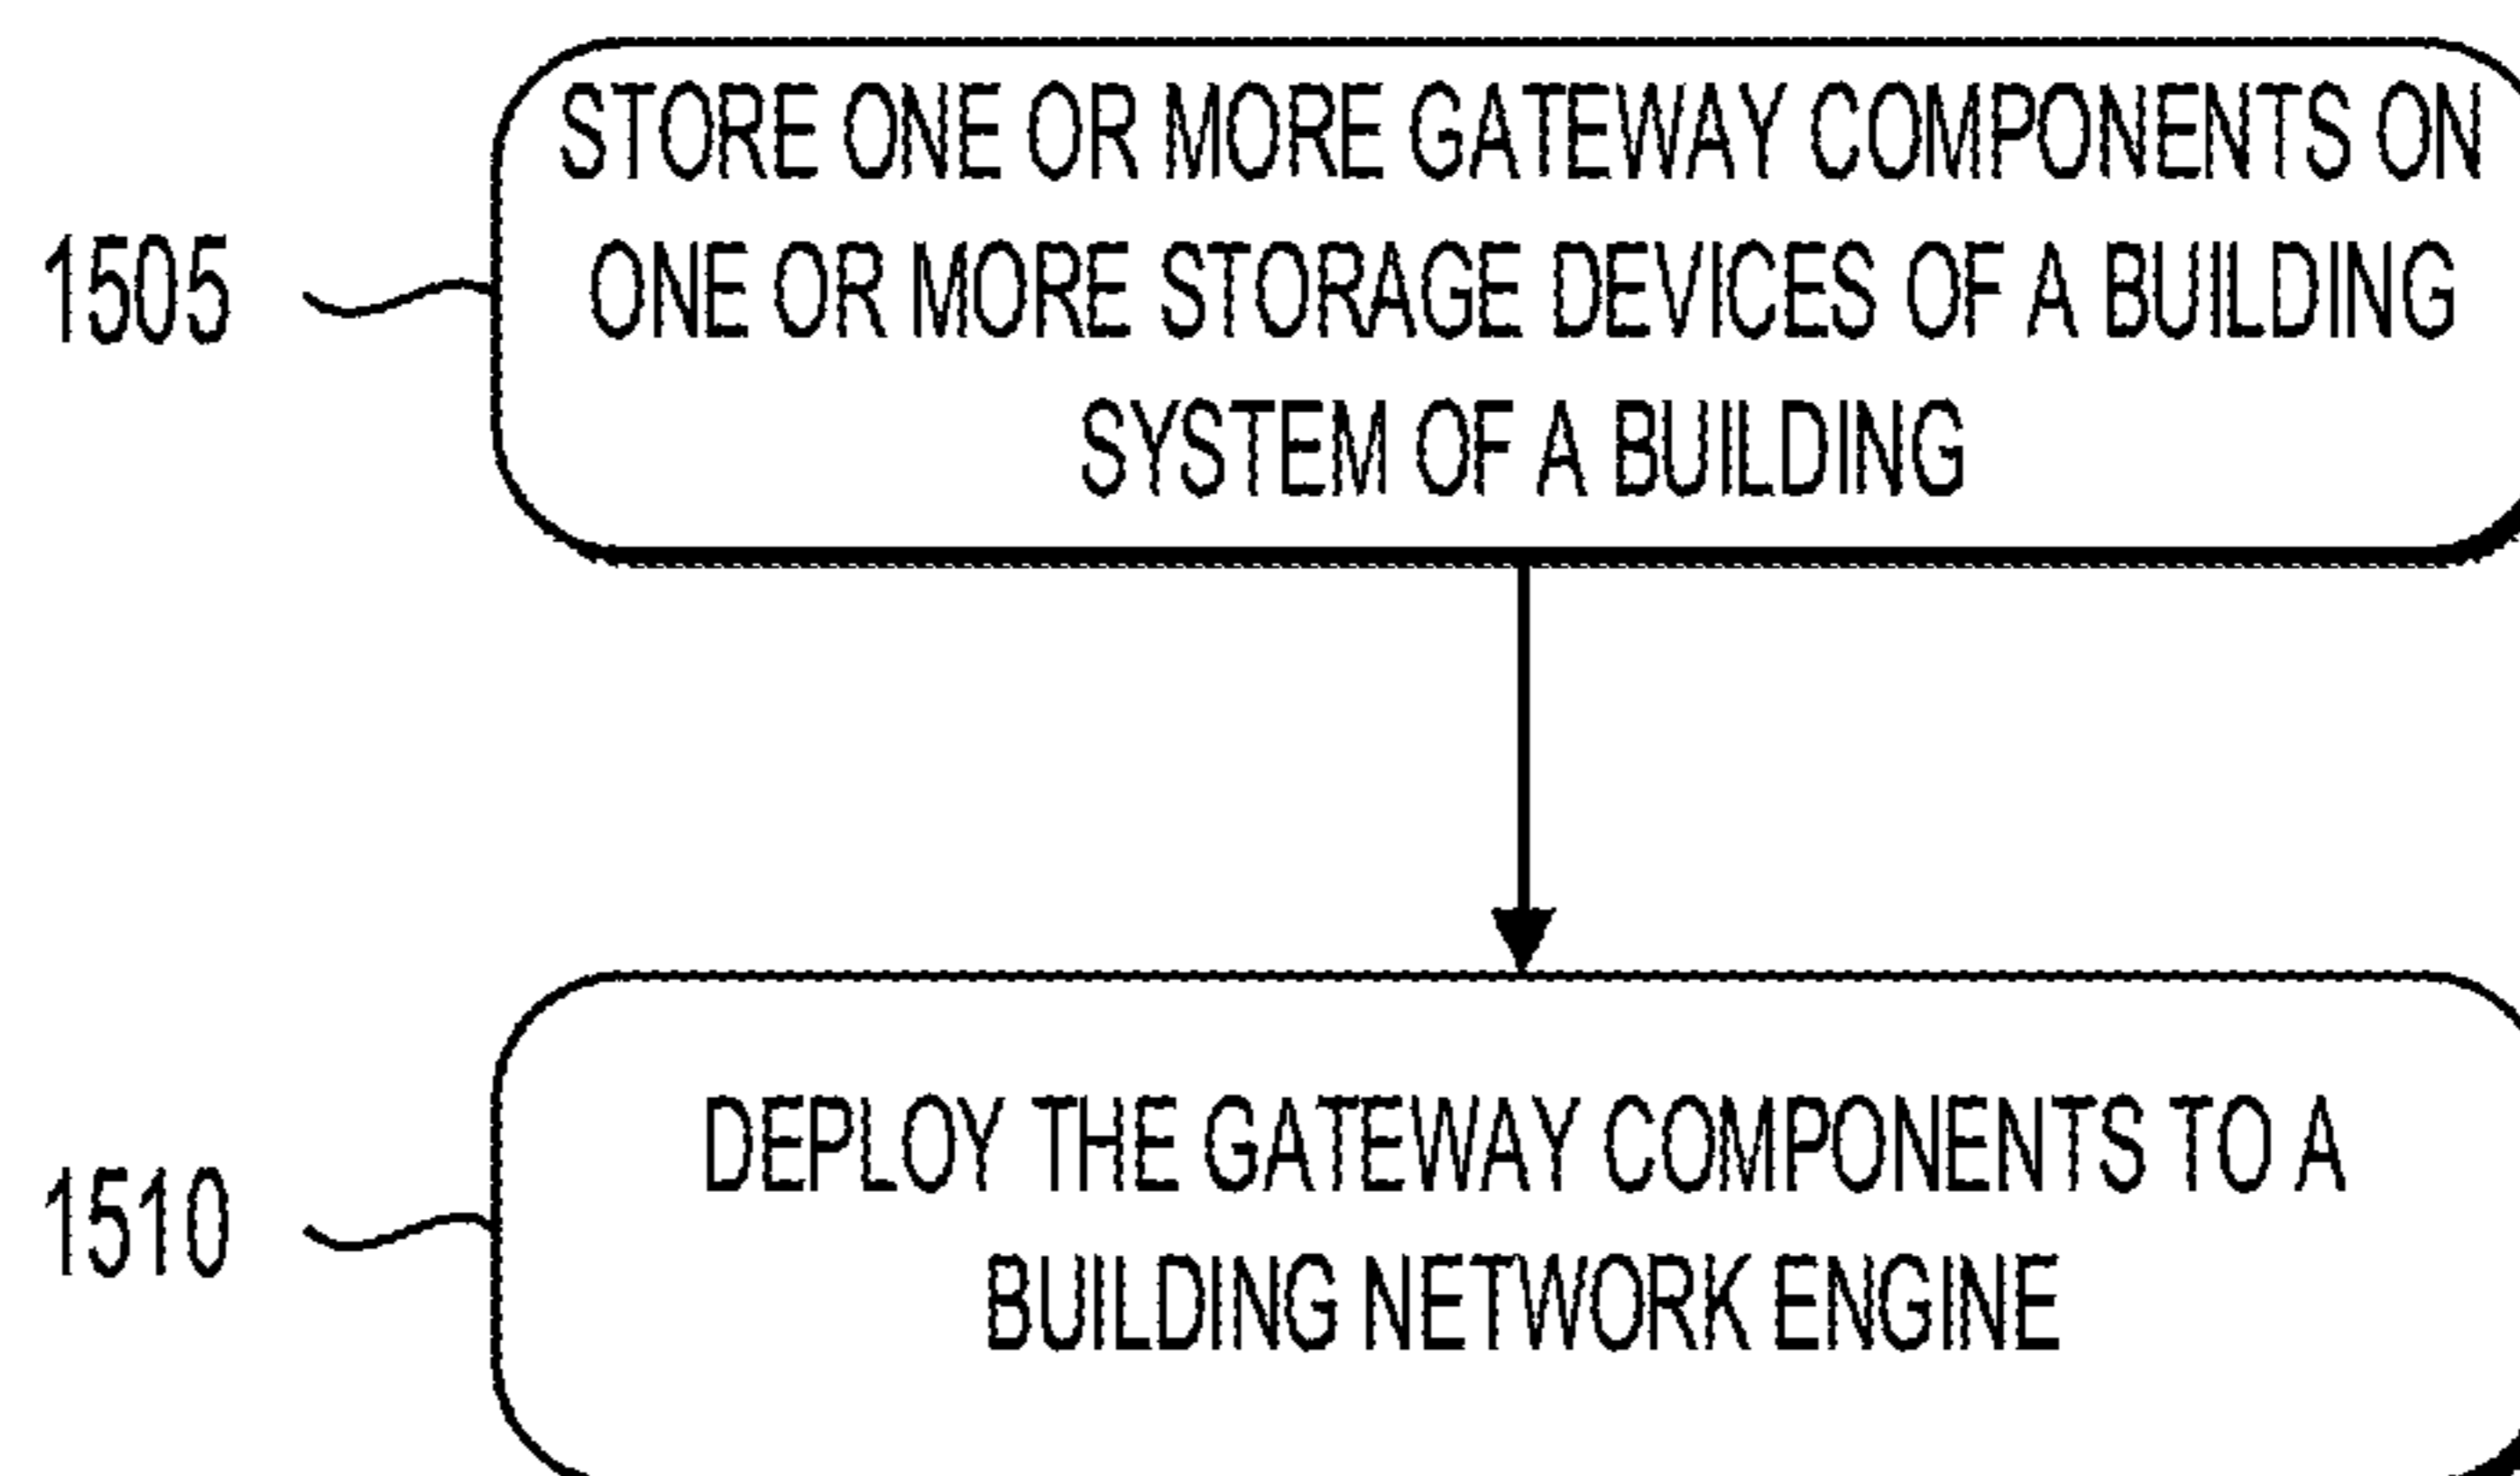 STORE ONE OR MORE GATEWAY COMPONENTS ON
ONE OR MORE STORAGE DEVICES OF A BUILDING
SYSTEM OF A BUILDING
1505
DEPLOY THE GATEWAY COMPONENTS TO A
BUILDING NETWORK ENGINE
1510